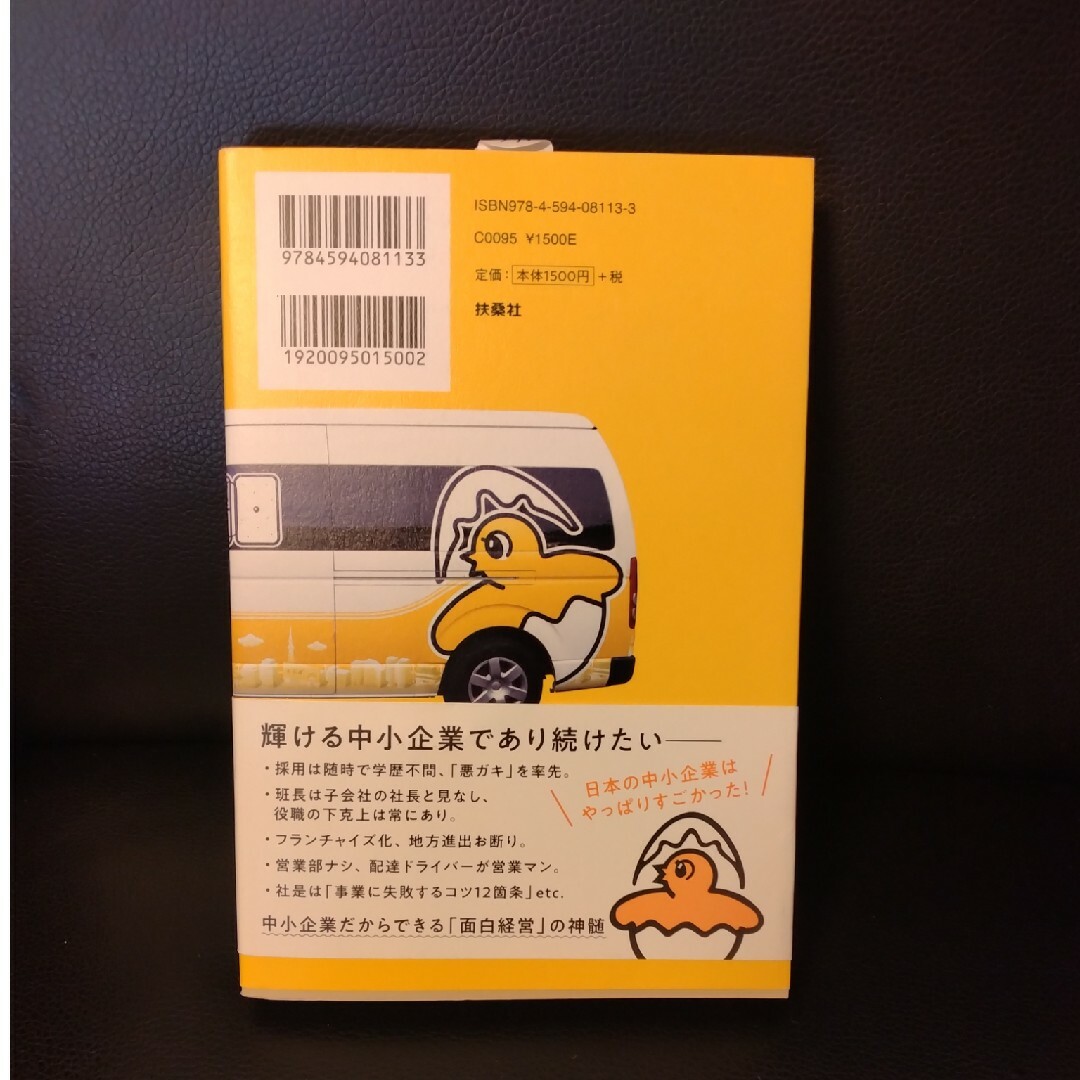 9784594081133
1920095015002
ISBN978-4-594-08113-3
C0095 ¥1500E
定価:本体1500円+税
扶桑社
輝ける中小企業であり続けたい──
・採用は随時で学歴不問、「悪ガキ」を率先。
・班長は子会社の社長と見なし、
役職の下克上は常にあり。
・フランチャイズ化、地方進出お断り。
・営業部ナシ、配達ドライバーが営業マン。
・社是は「事業に失敗するコツ12箇条」etc.
中小企業だからできる「面白経営」の神髄
日本の中小企業は
やっぱりすごかった!